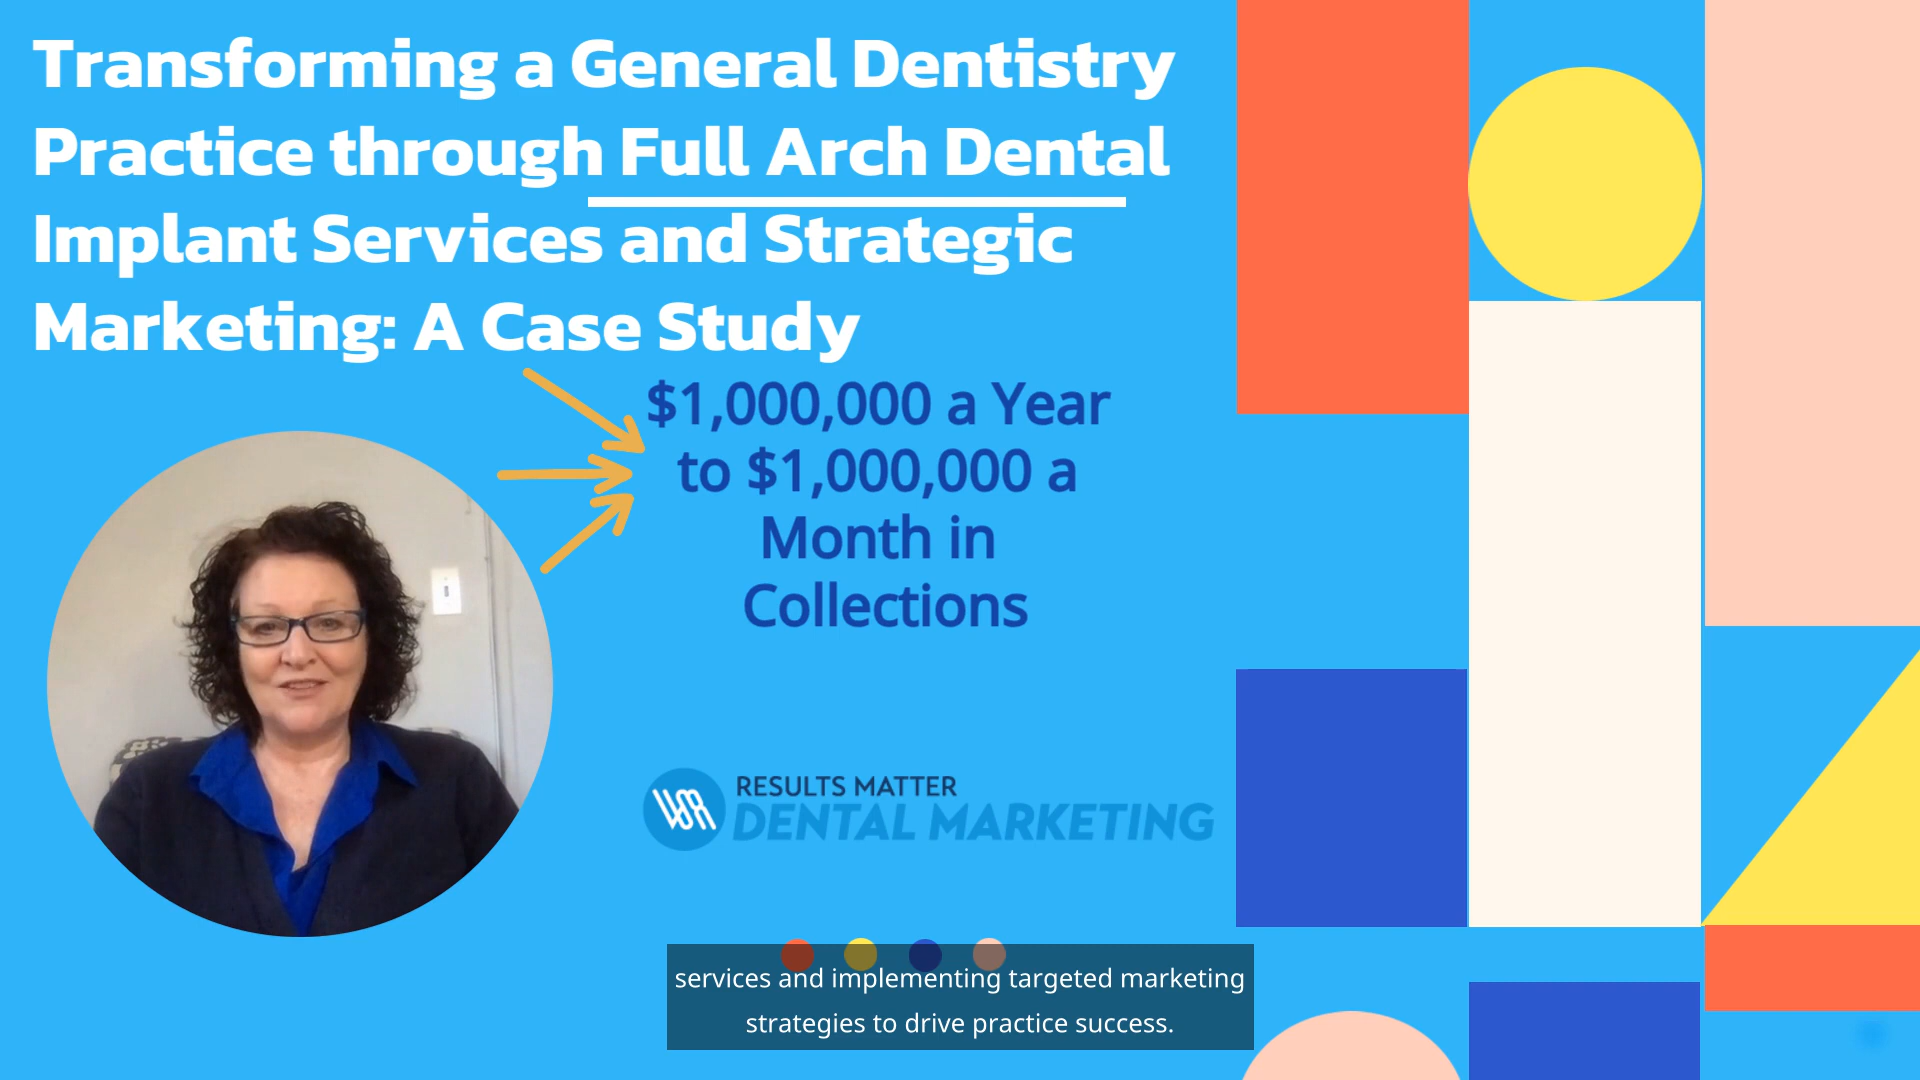 Transforming a General Dentistry
Practice through Full Arch Dental
Implant Services and Strategic
Marketing: A Case Study
$1,000,000 a Year
to $1,000,000 a
Month in
Collections
RESULTS MATTER
DENTAL MARKETING
services and implementing targeted marketing
strategies to drive practice success.